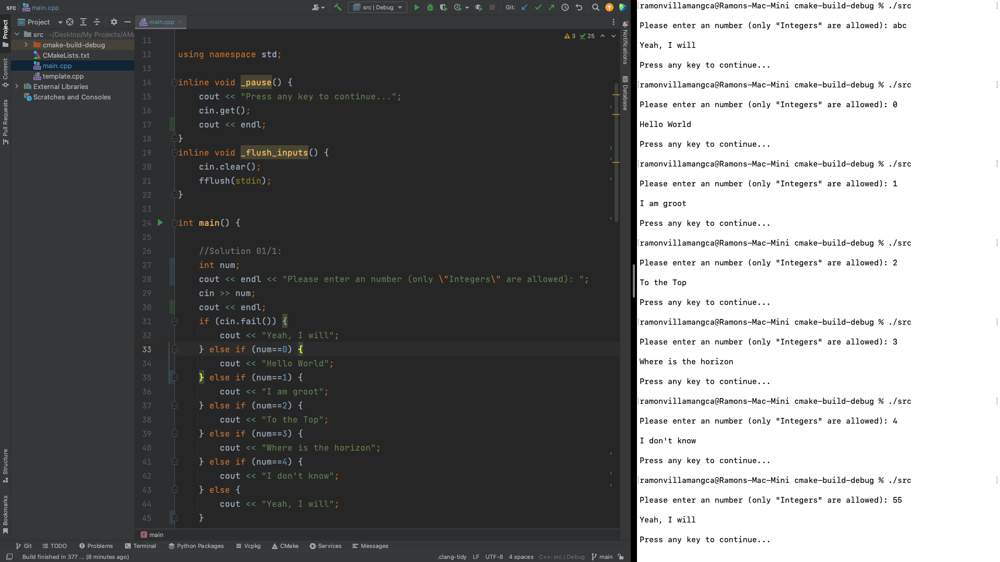 src main.cpp
src | Debug
Git:
Project
main.cpp
src ~/Desktop/My Projects/AMA
cmake-build-debug
CMakeLists.txt
main.cpp
template.cpp
External Libraries
Scratches and Consoles
Project
Commit
Pull Requests
Structure
Bookmarks
3 25
11
12 using namespace std;
13
14 inline void _pause() {
15 cout << "Press any key to continue...";
16 cin.get();
17 cout << endl;
18 }
19 inline void _flush_inputs() {
20 cin.clear();
21 fflush(stdin);
22 }
23
24 int main() {
25
26 //Solution 01/1:
27 int num;
28 cout << endl << "Please enter an number (only \"Integers\" are allowed): ";
29 cin >> num;
30 cout << endl;
31 if (cin.fail()) {
32 cout << "Yeah, I will";
33 } else if (num==0) {
34 cout << "Hello World";
35 } else if (num==1) {
36 cout << "I am groot";
37 } else if (num==2) {
38 cout << "To the Top";
39 } else if (num==3) {
40 cout << "Where is the horizon";
41 } else if (num==4) {
42 cout << "I don't know";
43 } else {
44 cout << "Yeah, I will";
45 }
f main
Notifications
Database
Git TODO Problems Terminal Python Packages Vcpkg CMake Services Messages
Build finished in 377 ... (8 minutes ago)
.clang-tidy LF UTF-8 4 spaces C++: src | Debug main
[ramonvillamangca@Ramons-Mac-Mini cmake-build-debug % ./src ]
Please enter an number (only "Integers" are allowed): abc
Yeah, I will
Press any key to continue...
[ramonvillamangca@Ramons-Mac-Mini cmake-build-debug % ./src ]
Please enter an number (only "Integers" are allowed): 0
Hello World
Press any key to continue...
[ramonvillamangca@Ramons-Mac-Mini cmake-build-debug % ./src ]
Please enter an number (only "Integers" are allowed): 1
I am groot
Press any key to continue...
[ramonvillamangca@Ramons-Mac-Mini cmake-build-debug % ./src ]
Please enter an number (only "Integers" are allowed): 2
To the Top
Press any key to continue...
[ramonvillamangca@Ramons-Mac-Mini cmake-build-debug % ./src ]
Please enter an number (only "Integers" are allowed): 3
Where is the horizon
Press any key to continue...
[ramonvillamangca@Ramons-Mac-Mini cmake-build-debug % ./src ]
Please enter an number (only "Integers" are allowed): 4
I don't know
Press any key to continue...
[ramonvillamangca@Ramons-Mac-Mini cmake-build-debug % ./src ]
Please enter an number (only "Integers" are allowed): 55
Yeah, I will
Press any key to continue...